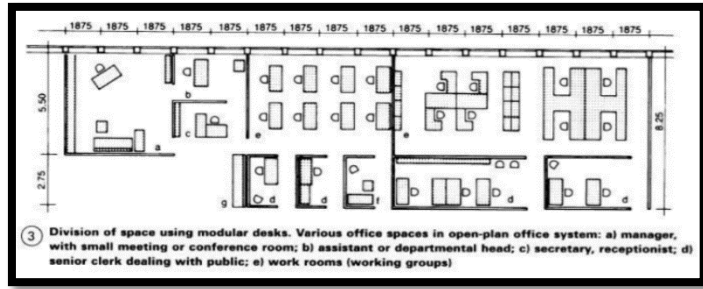 1875 1875 1875 1875 1875 1875 1875 1875 1875 1875 1875 1875 1875 1875 1875 1875
5.50
8.25
b
c e e
a
2.75
g d d f d d
3 Division of space using modular desks. Various office spaces in open-plan office system: a) manager,
with small meeting or conference room; b) assistant or departmental head; c) secretary, receptionist; d)
senior clerk dealing with public; e) work rooms (working groups)